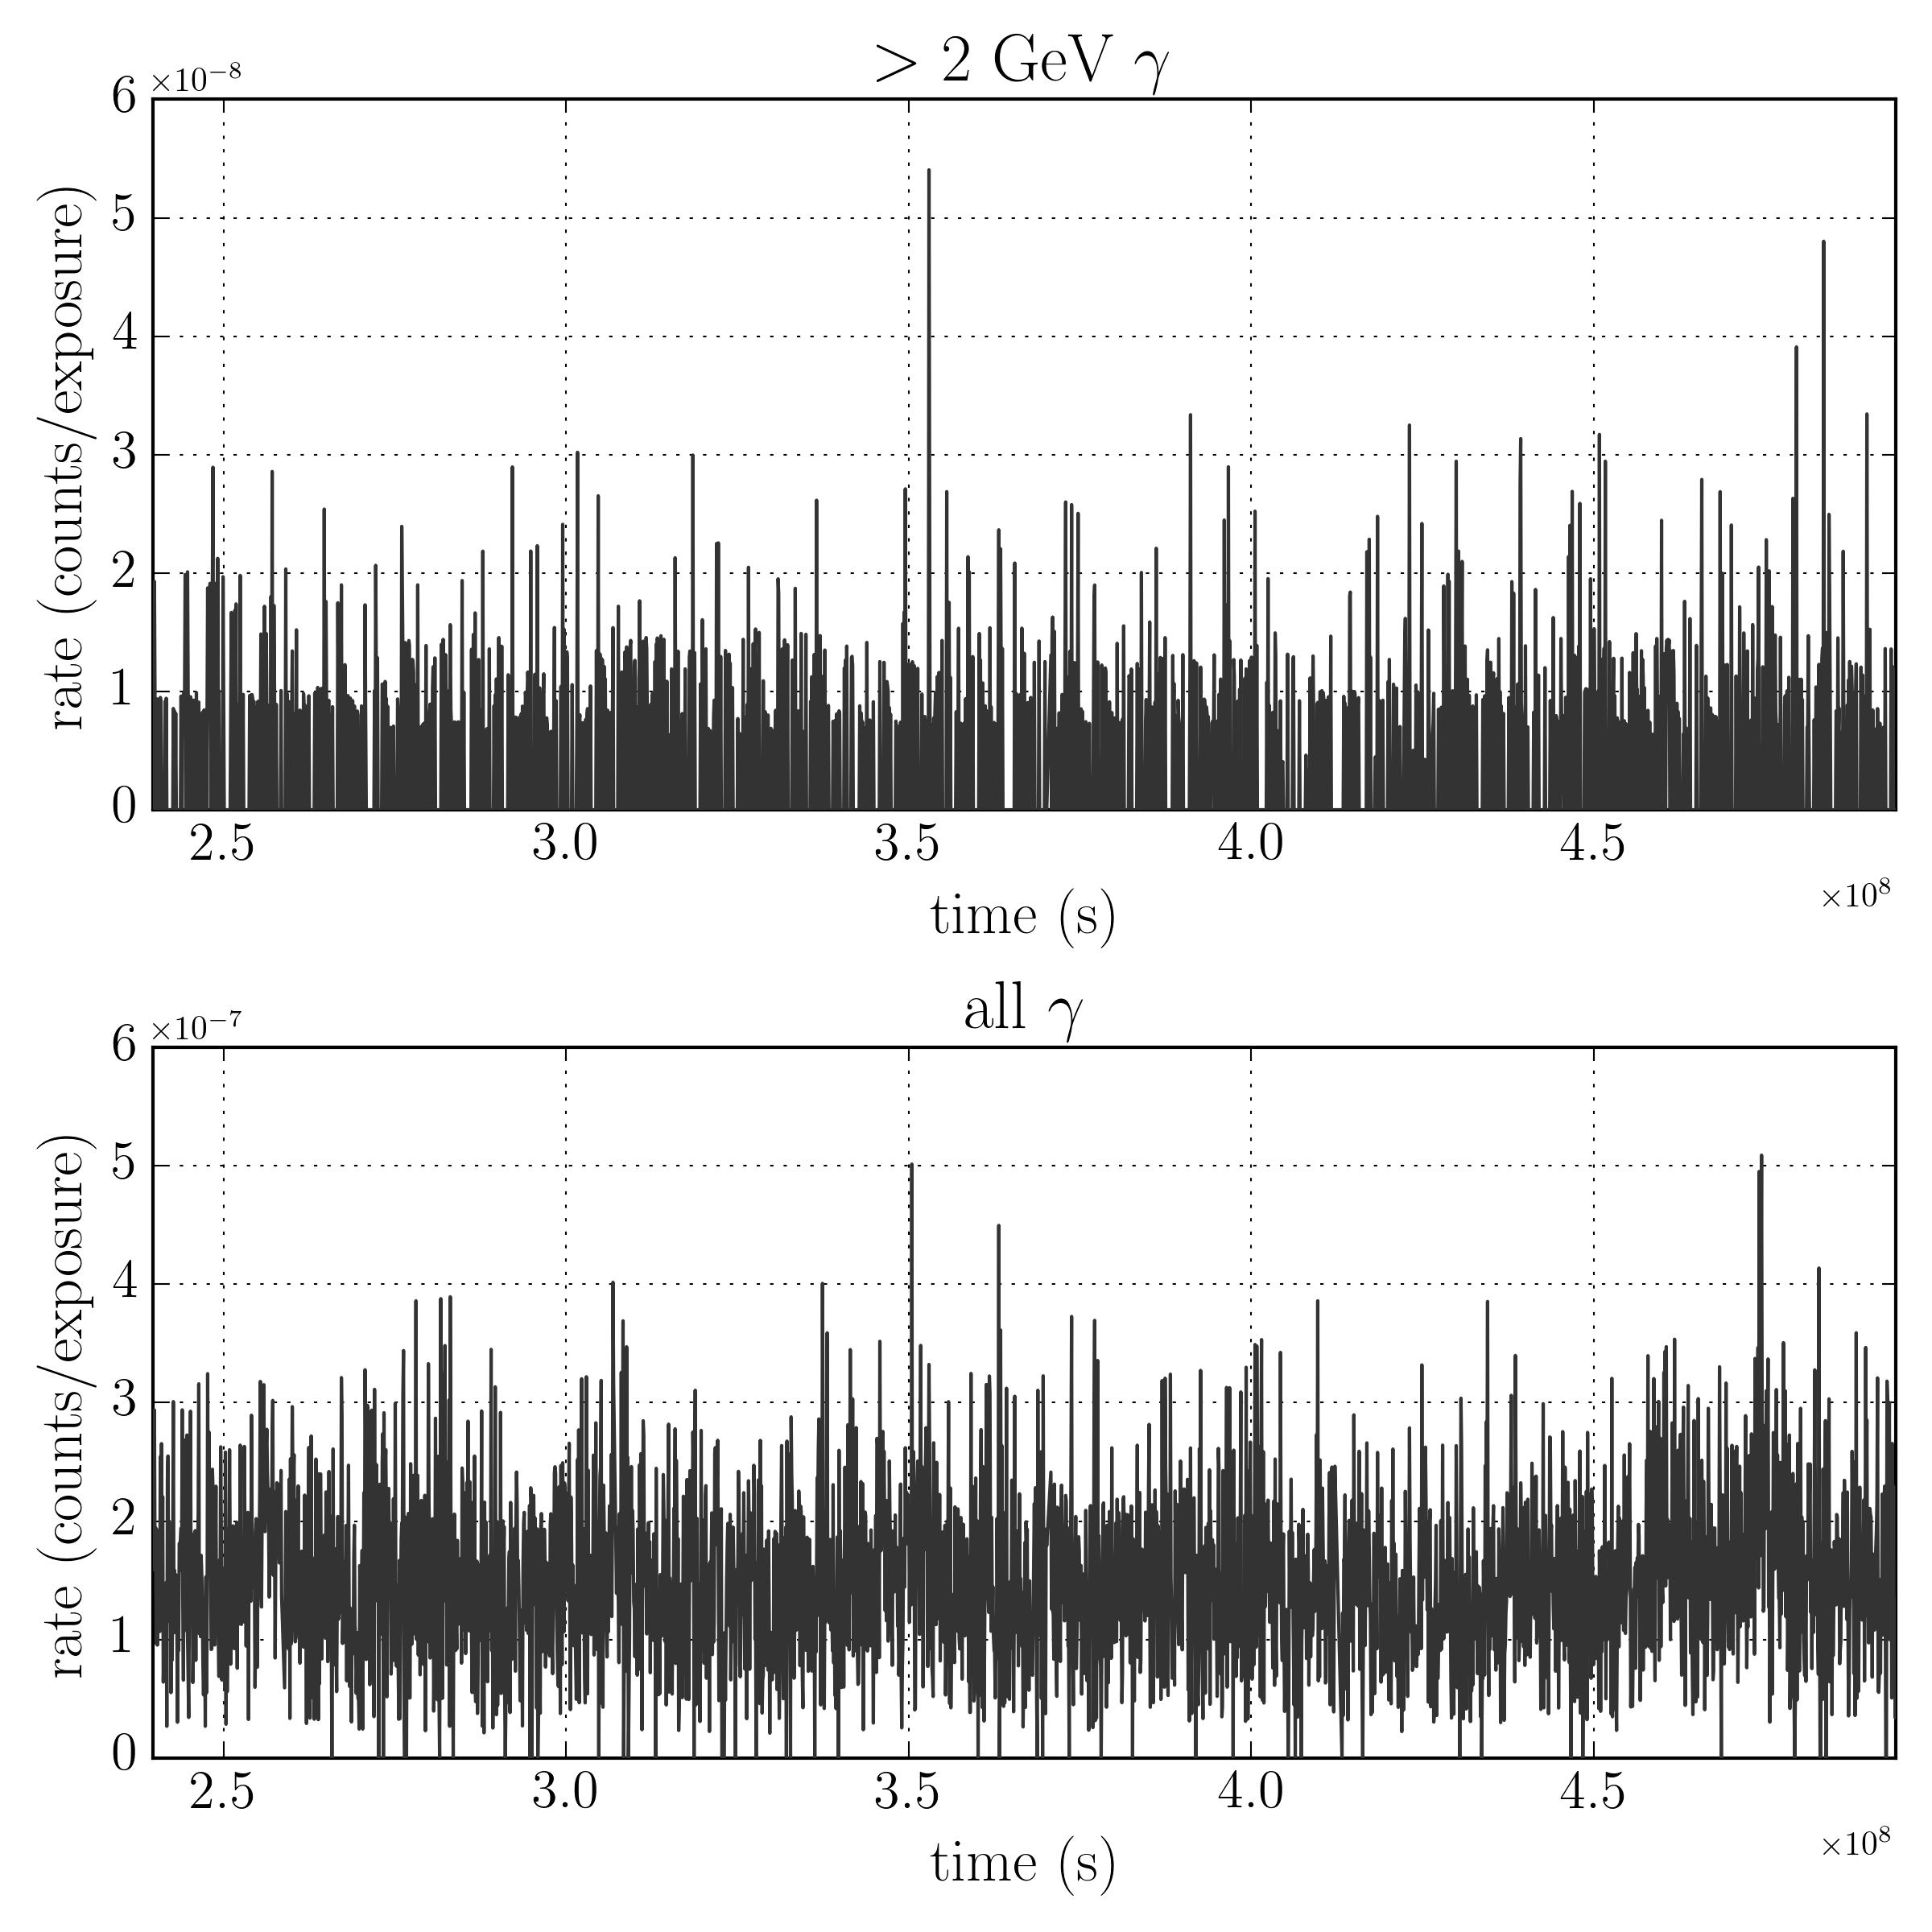 > 2 GeV γ
×10⁻⁸
6
5
4
3
2
1
0
rate (counts/exposure)
2.5 3.0 3.5 4.0 4.5
×10⁸
time (s)
all γ
×10⁻⁷
6
5
4
3
2
1
0
rate (counts/exposure)
2.5 3.0 3.5 4.0 4.5
×10⁸
time (s)